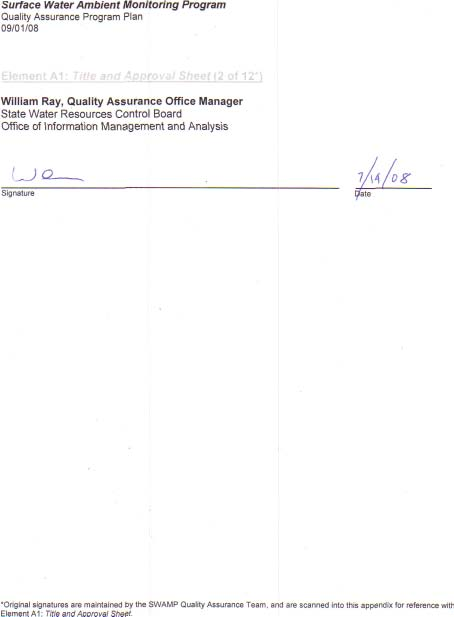 Surface Water Ambient Monitoring Program
Quality Assurance Program Plan
09/01/08
Element A1: Title and Approval Sheet (2 of 12*)
William Ray, Quality Assurance Office Manager
State Water Resources Control Board
Office of Information Management and Analysis
7/14/08
Signature Date
*Original signatures are maintained by the SWAMP Quality Assurance Team, and are scanned into this appendix for reference with
Element A1: Title and Approval Sheet.